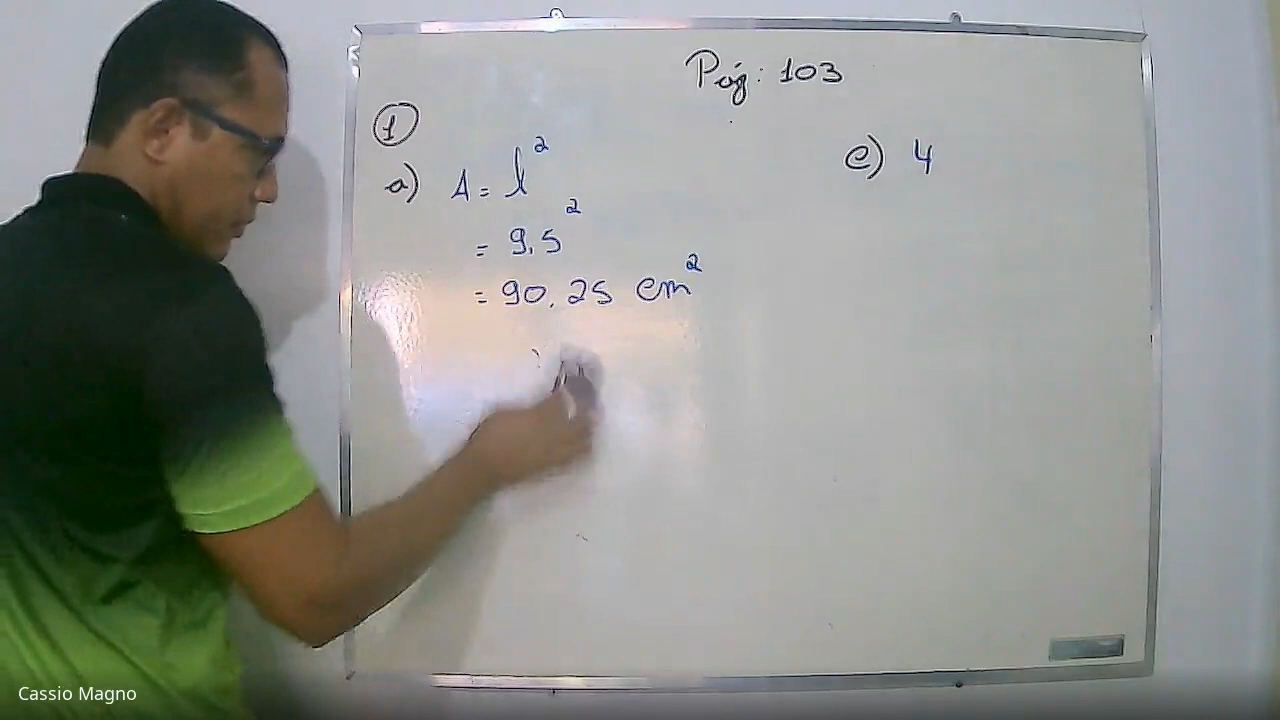 Pág: 103
1
a) A = l²
= 9,5²
= 90,25 cm²
e) 4
Cassio Magno